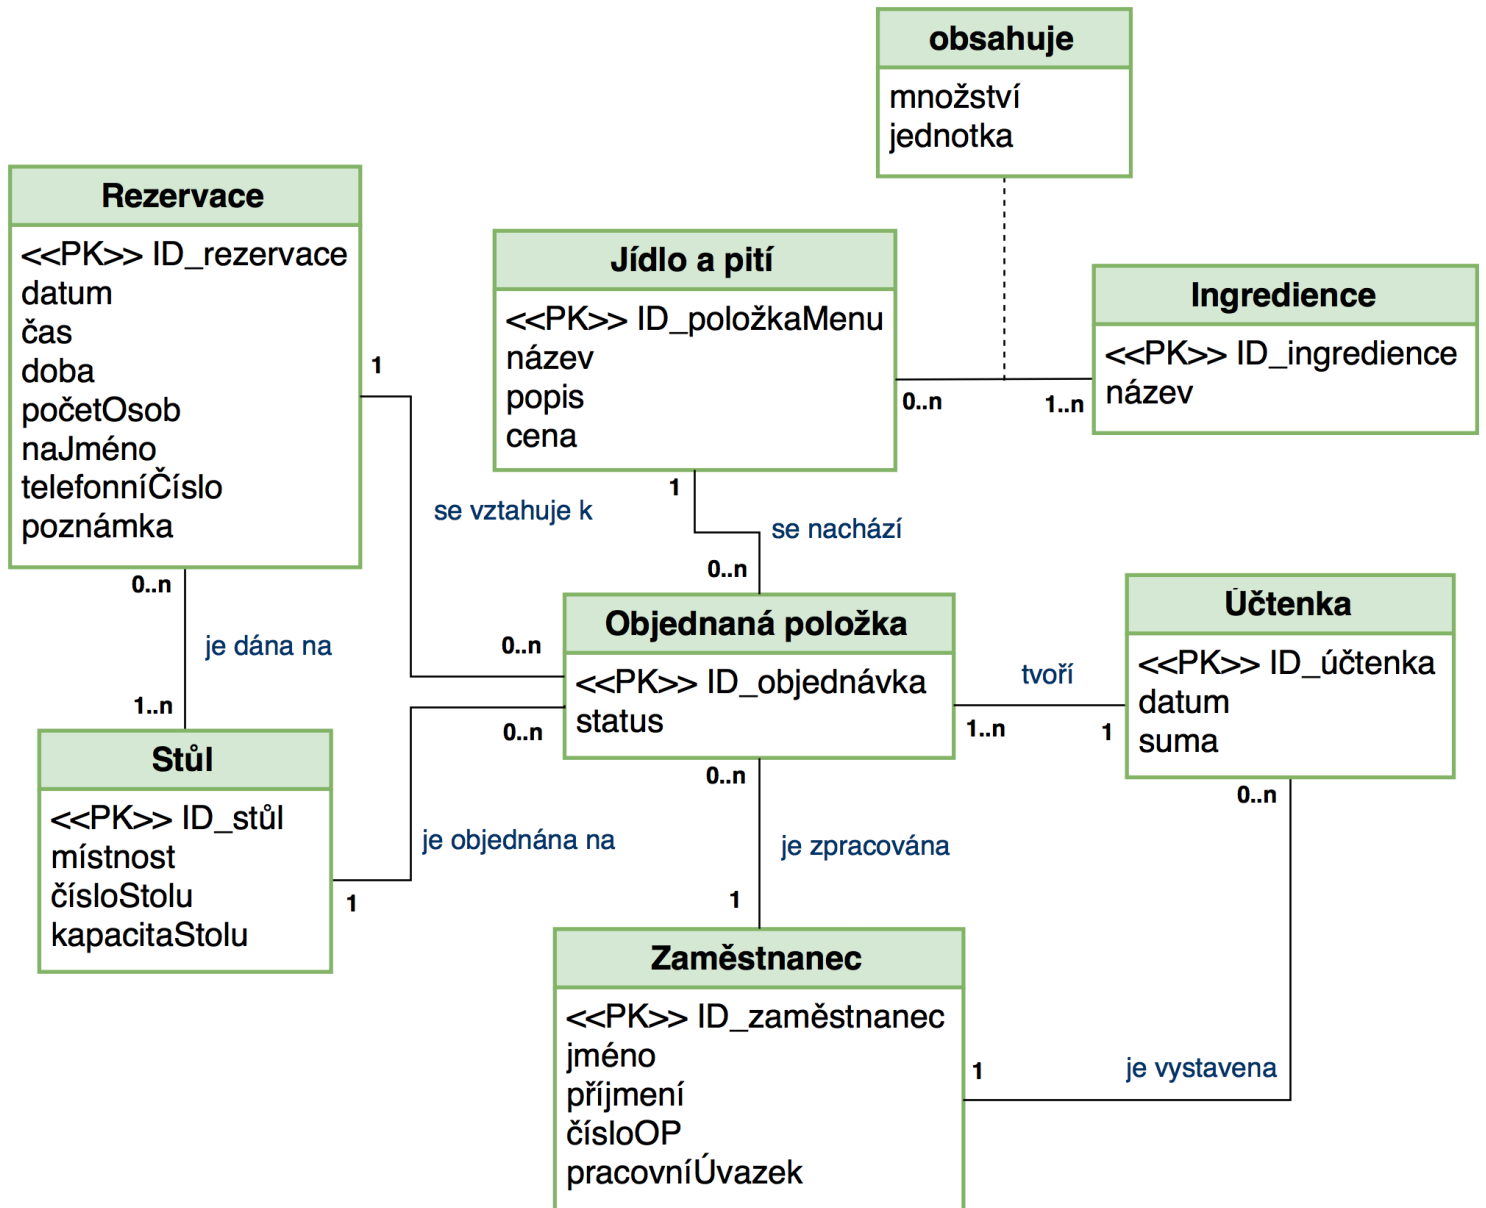 obsahuje
množství
jednotka
Rezervace
<<PK>> ID_rezervace
datum
čas
doba
početOsob
naJméno
telefonníČíslo
poznámka
Jídlo a pití
<<PK>> ID_položkaMenu
název
popis
cena
Ingredience
<<PK>> ID_ingredience
název
1
0..n
1..n
1
se vztahuje k
se nachází
0..n
0..n
je dána na
0..n
1..n
Objednaná položka
<<PK>> ID_objednávka
status
Účtenka
<<PK>> ID_účtenka
datum
suma
tvoří
1..n
1
Stůl
<<PK>> ID_stůl
místnost
čísloStolu
kapacitaStolu
0..n
0..n
0..n
je objednána na
je zpracována
1
1
Zaměstnanec
<<PK>> ID_zaměstnanec
jméno
příjmení
čísloOP
pracovníÚvazek
1
je vystavena